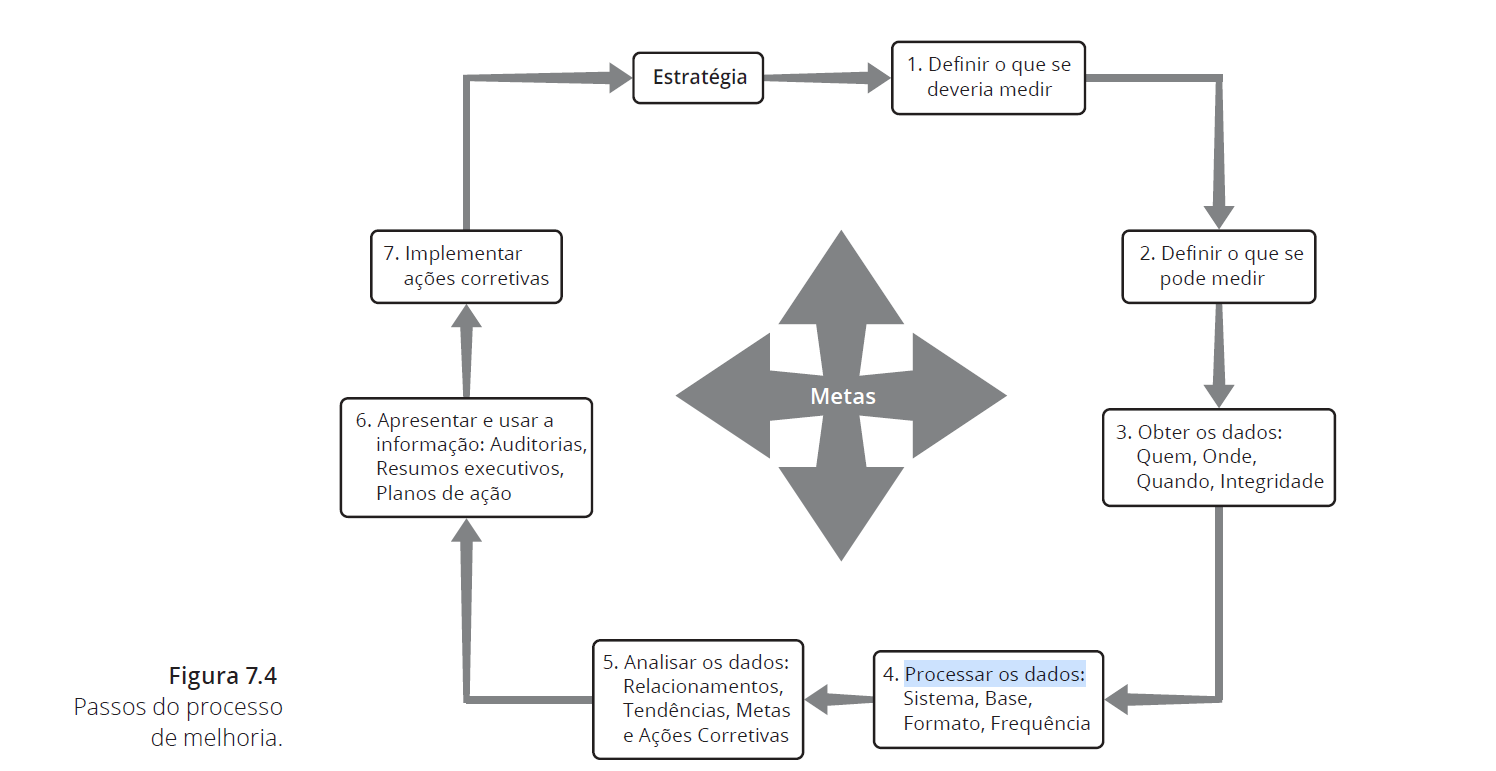 Estratégia
1. Definir o que se
deveria medir
2. Definir o que se
pode medir
3. Obter os dados:
Quem, Onde,
Quando, Integridade
4. Processar os dados:
Sistema, Base,
Formato, Frequência
5. Analisar os dados:
Relacionamentos,
Tendências, Metas
e Ações Corretivas
6. Apresentar e usar a
informação: Auditorias,
Resumos executivos,
Planos de ação
7. Implementar
ações corretivas
Metas
Figura 7.4
Passos do processo
de melhoria.